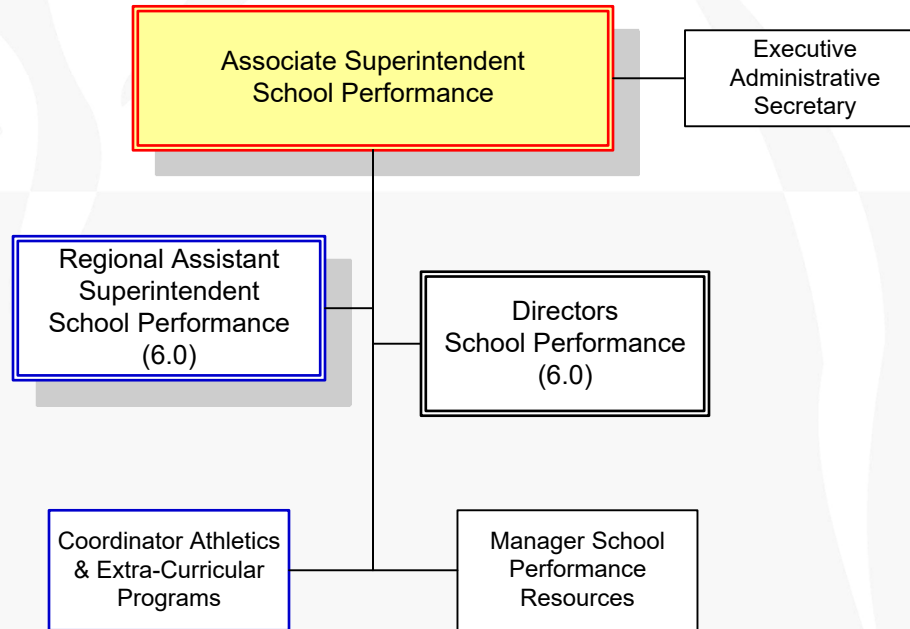 Associate Superintendent
School Performance
Executive
Administrative
Secretary
Regional Assistant
Superintendent
School Performance
(6.0)
Directors
School Performance
(6.0)
Coordinator Athletics
& Extra-Curricular
Programs
Manager School
Performance
Resources